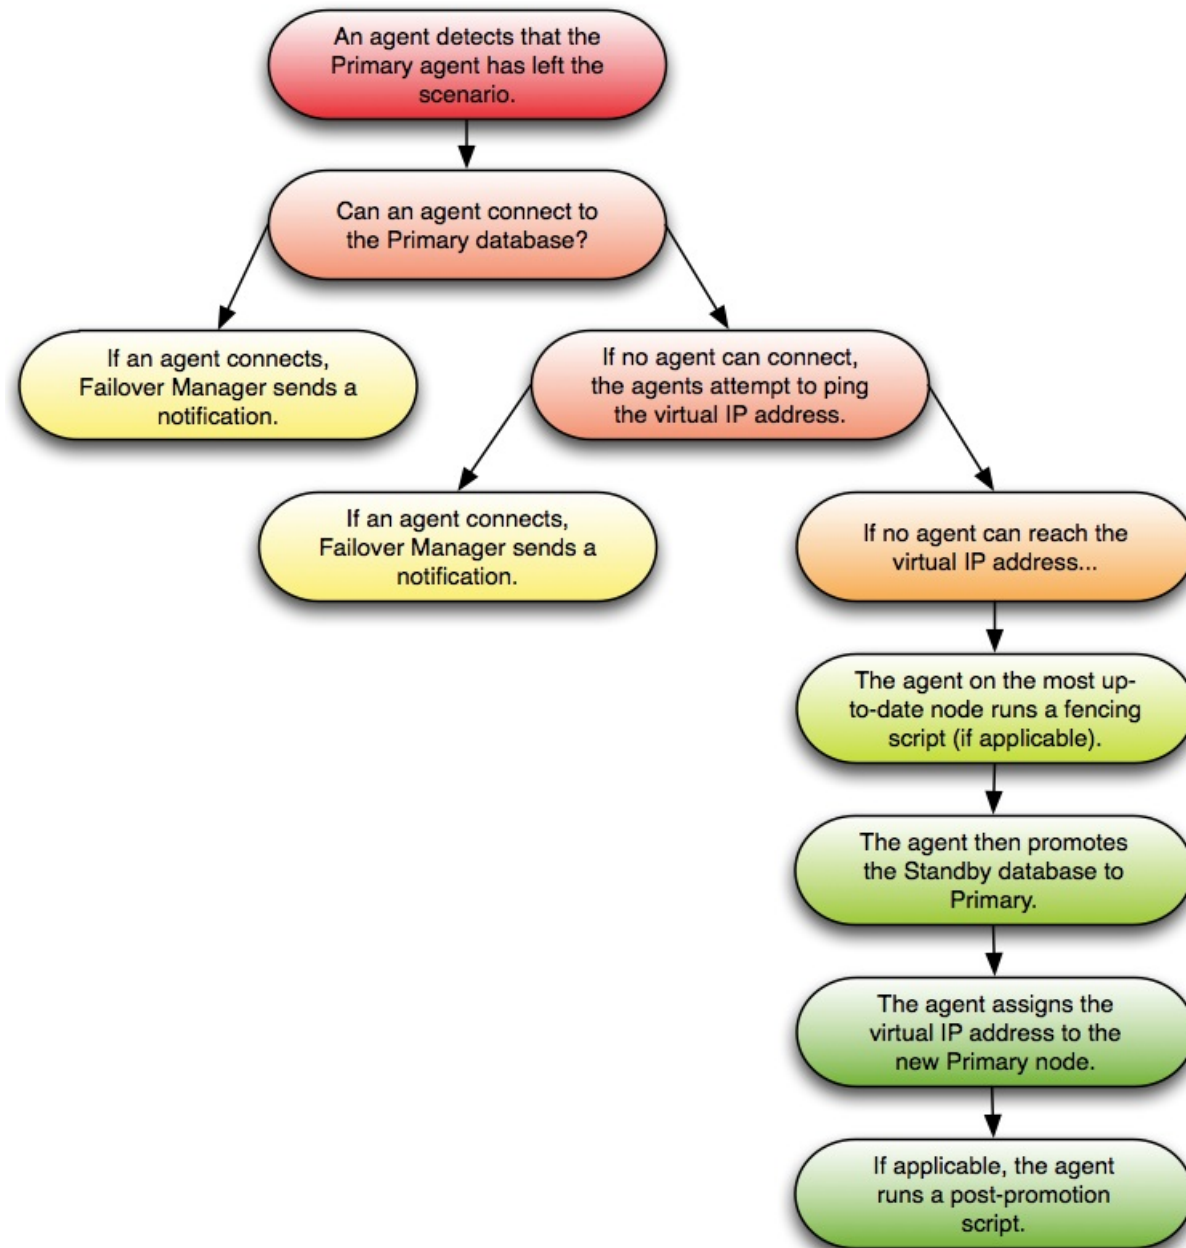 An agent detects that the
Primary agent has left the
scenario.
Can an agent connect to
the Primary database?
If an agent connects,
Failover Manager sends a
notification.
If no agent can connect,
the agents attempt to ping
the virtual IP address.
If an agent connects,
Failover Manager sends a
notification.
If no agent can reach the
virtual IP address...
The agent on the most up-
to-date node runs a fencing
script (if applicable).
The agent then promotes
the Standby database to
Primary.
The agent assigns the
virtual IP address to the
new Primary node.
If applicable, the agent
runs a post-promotion
script.